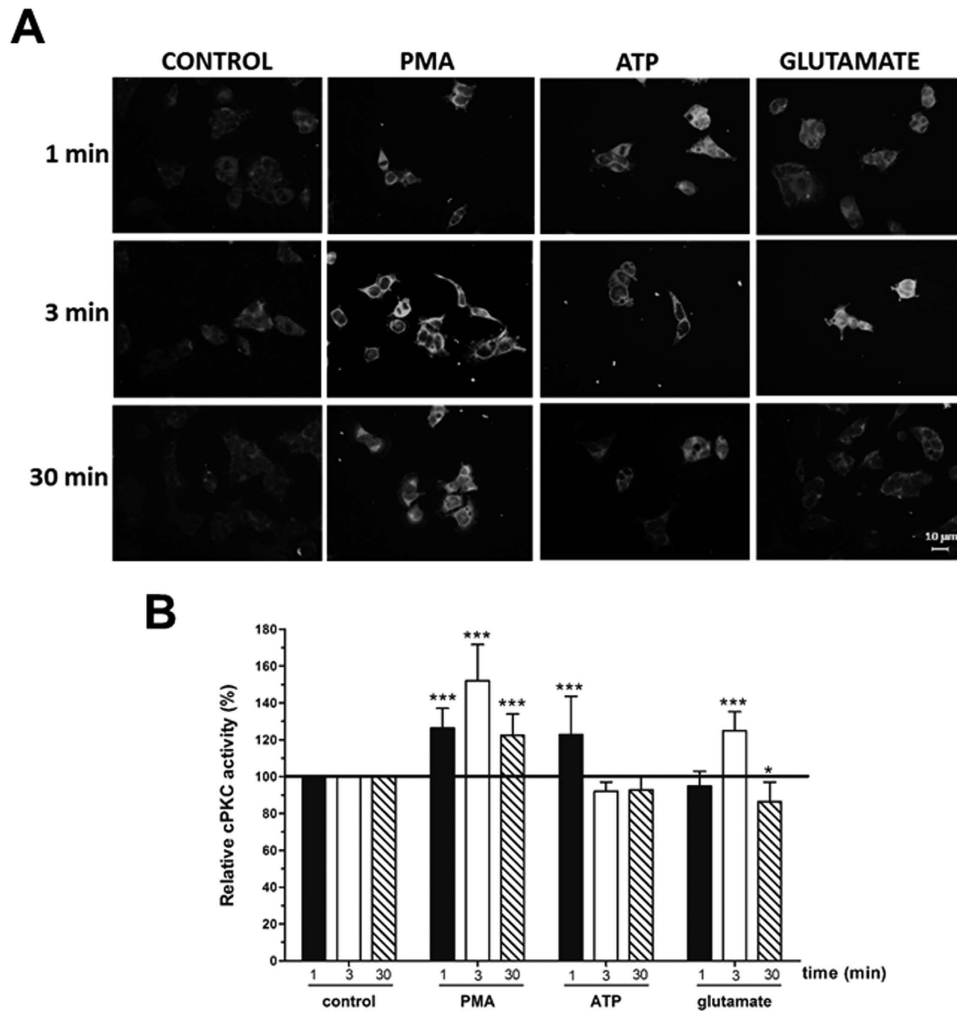 A
CONTROL PMA ATP GLUTAMATE
1 min
3 min
30 min
10 µm
B
Relative cPKC activity (%)
180
160
140
120
100
80
60
40
20
0
*** *** *** *** *** *
1 3 30 1 3 30 1 3 30 1 3 30 time (min)
control PMA ATP glutamate